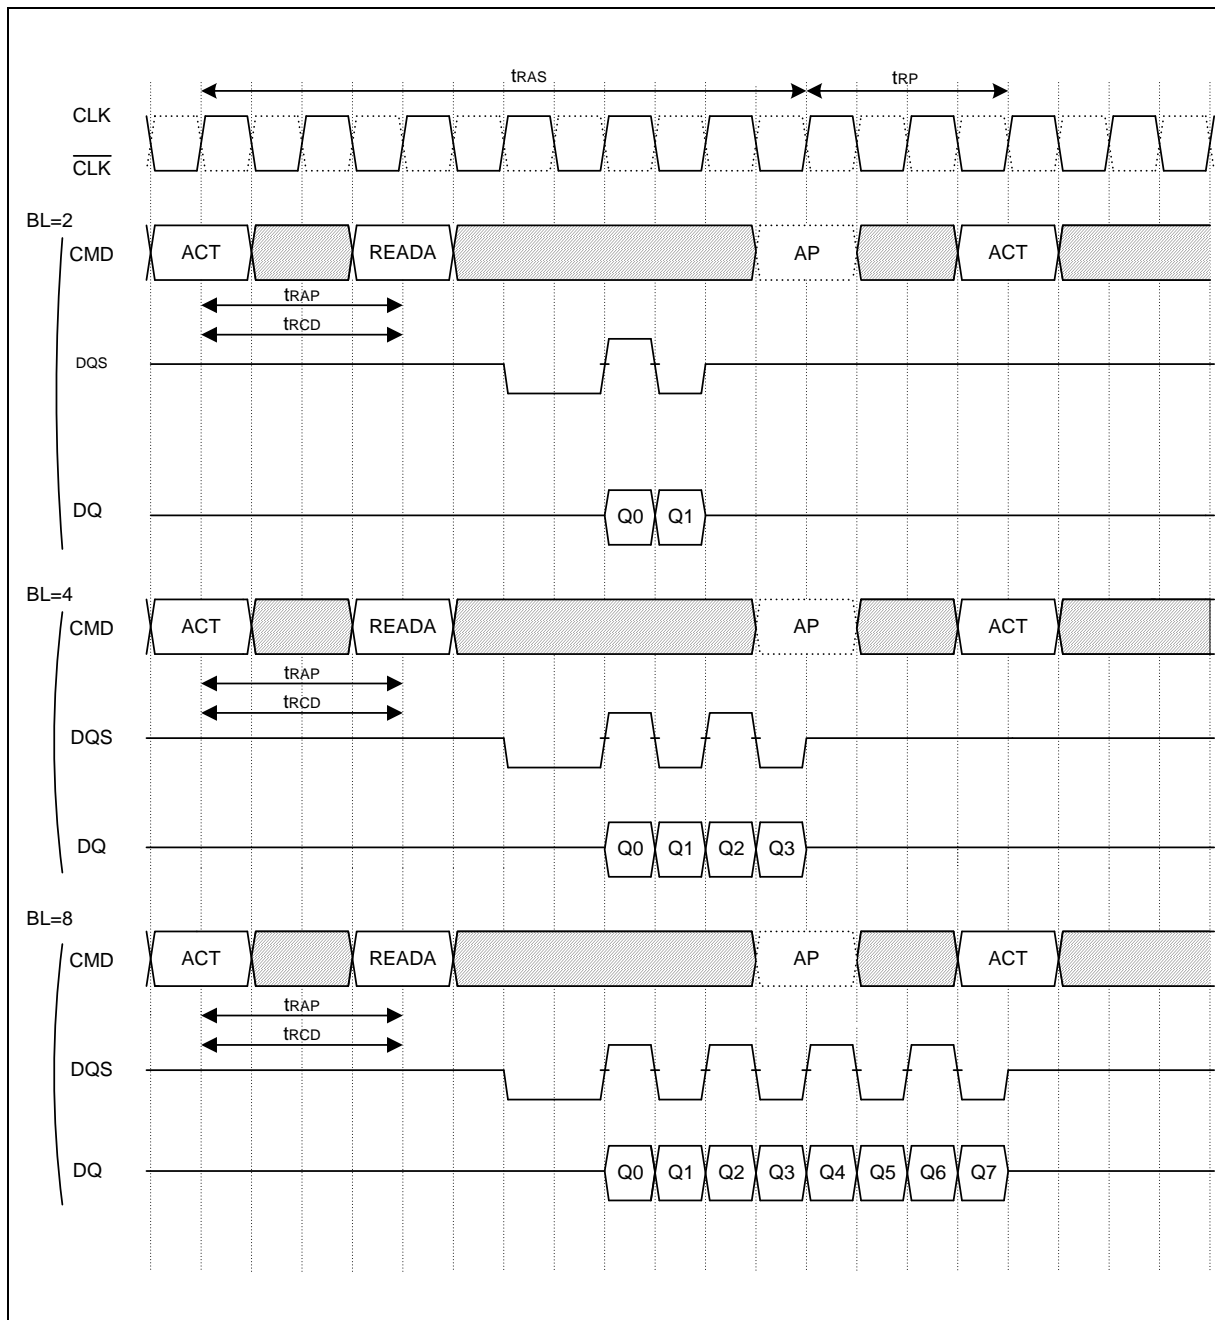 tRAS tRP
CLK
CLK
BL=2
CMD ACT READA AP ACT
tRAP
tRCD
DQS
DQ Q0 Q1
BL=4
CMD ACT READA AP ACT
tRAP
tRCD
DQS
DQ Q0 Q1 Q2 Q3
BL=8
CMD ACT READA AP ACT
tRAP
tRCD
DQS
DQ Q0 Q1 Q2 Q3 Q4 Q5 Q6 Q7